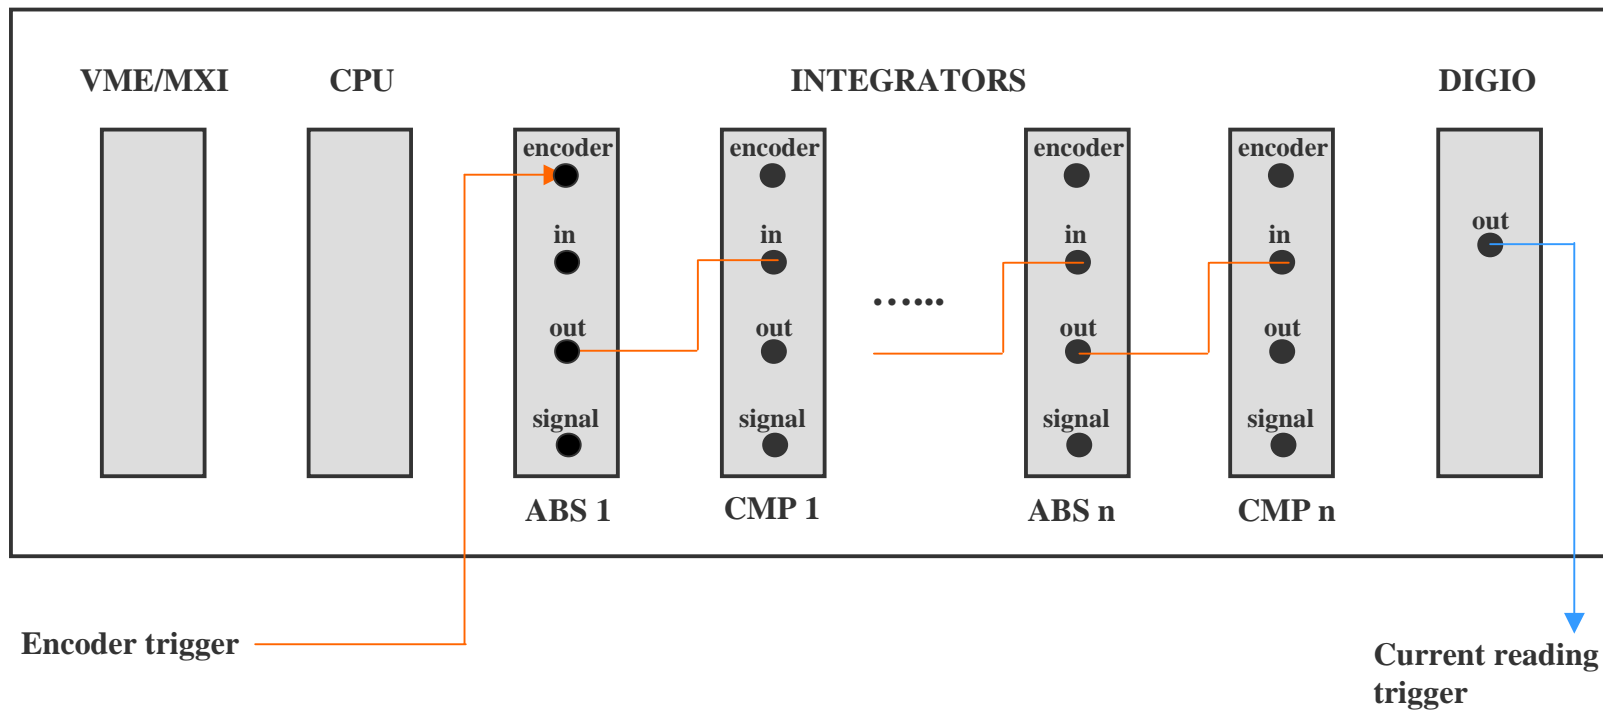 VME/MXI CPU INTEGRATORS DIGIO
encoder encoder encoder encoder
in in in in out
…...
out out out out
signal signal signal signal
ABS 1 CMP 1 ABS n CMP n
Encoder trigger
Current reading
trigger